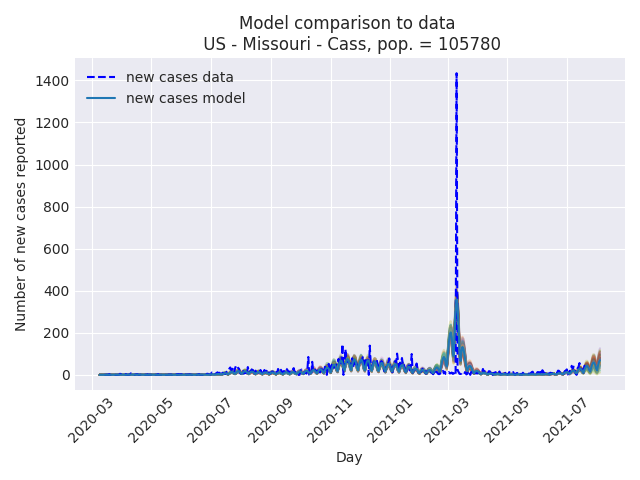 Model comparison to data
US - Missouri - Cass, pop. = 105780
new cases data
new cases model
Number of new cases reported
1400
1200
1000
800
600
400
200
0
2020-03
2020-05
2020-07
2020-09
2020-11
2021-01
2021-03
2021-05
2021-07
Day